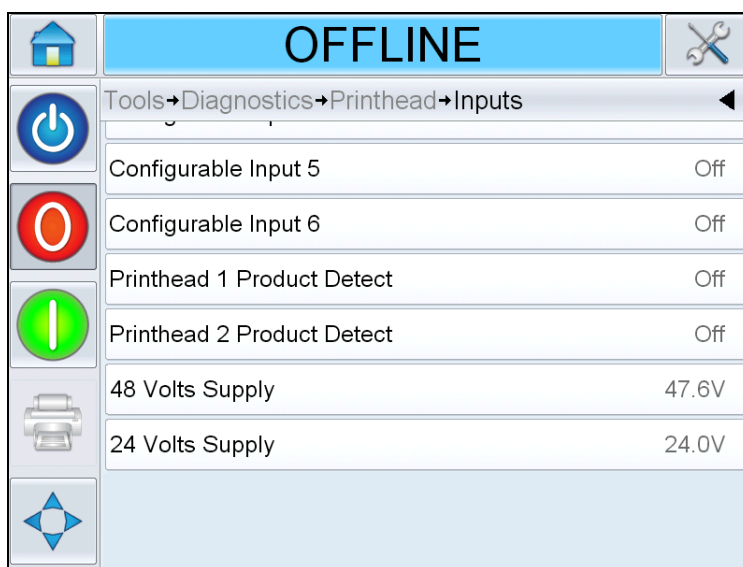 OFFLINE
Tools→Diagnostics→Printhead→Inputs
Configurable Input 5 Off
Configurable Input 6 Off
Printhead 1 Product Detect Off
Printhead 2 Product Detect Off
48 Volts Supply 47.6V
24 Volts Supply 24.0V